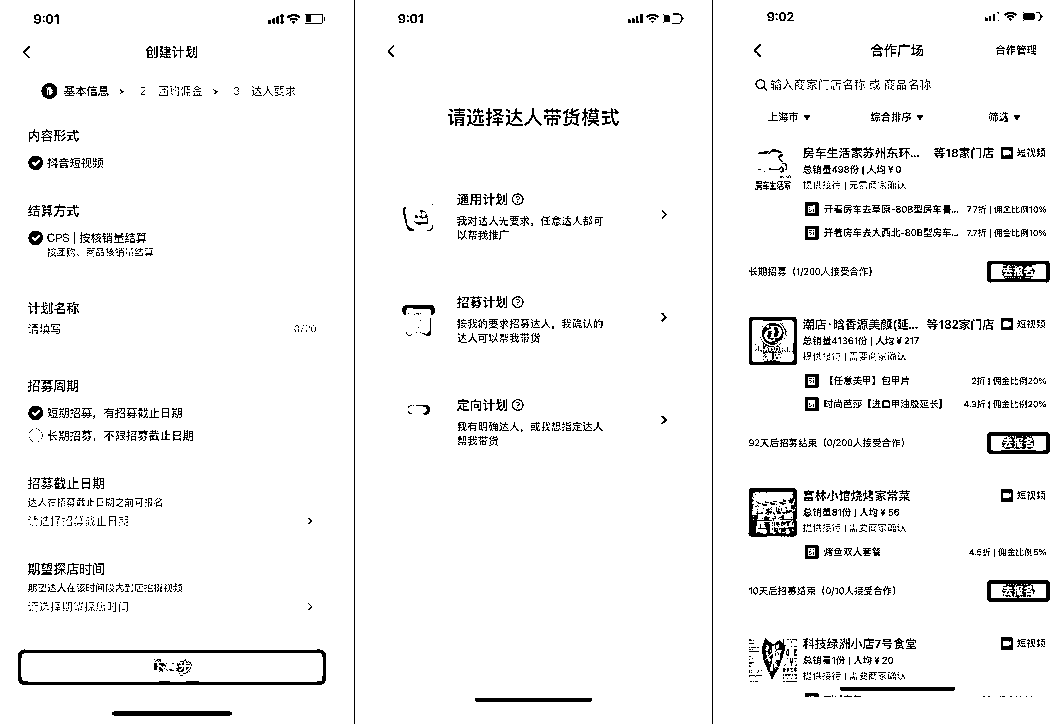 9:01
创建计划
基本信息 > 2 团购佣金 > 3 达人要求
内容形式
抖音短视频
结算方式
CPS | 按核销量结算
按团购、商品核销量结算
计划名称
请填写 0/20
招募周期
短期招募，有招募截止日期
长期招募，不限招募截止日期
招募截止日期
达人在招募截止日期之前可报名
请选择招募截止日期
期望探店时间
期望达人在该时间段内到店拍摄视频
请选择期望探店时间
9:01
请选择达人带货模式
通用计划
我对达人无要求，任意达人都可
以帮我推广
招募计划
按我的要求招募达人，我确认的
达人可以帮我带货
定向计划
我有明确达人，或我想指定达人
帮我带货
9:02
合作广场 合作管理
输入商家门店名称 或 商品名称
上海市 综合排序 筛选
房车生活家苏州东环... 等18家门店 短视频
总销量498份 | 人均 ¥ 0
房车生活家
提供接待 | 无需商家确认
开着房车去草原-80B型房车暑... 7.7折 | 佣金比例10%
开着房车去大西北-80B型房车... 7.7折 | 佣金比例10%
长期招募（1/200人接受合作） 去报名
潮店·晗香源美颜(延... 等132家门店 短视频
总销量41361份 | 人均 ¥ 217
提供接待 | 需要商家确认
【任意美甲】包甲片 2折 | 佣金比例20%
时尚芭莎【进口甲油胶延长】 4.3折 | 佣金比例20%
92天后招募结束（0/200人接受合作） 去报名
富林小馆烧烤家常菜 短视频
总销量81份 | 人均 ¥ 56
提供接待 | 需要商家确认
烤鱼双人套餐 4.5折 | 佣金比例5%
10天后招募结束（0/10人接受合作） 去报名
科技绿洲小店7号食堂 短视频
总销量1份 | 人均 ¥ 20
提供接待 | 需要商家确认